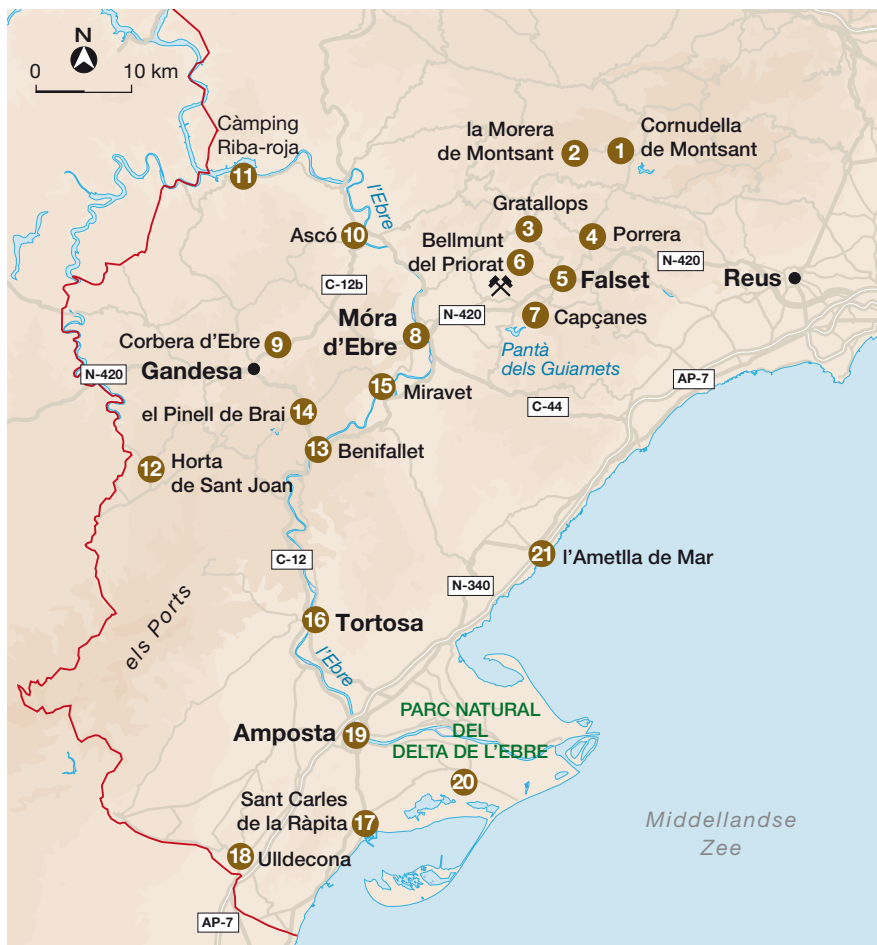 N
0 10 km
Càmping
Riba-roja
11
l'Ebre
la Morera
de Montsant
2
1
Cornudella
de Montsant
Gratallops
3
4
Porrera
Ascó
10
Bellmunt
del Priorat
6
N-420
5
Falset
Reus
C-12b
N-420
7
Capçanes
Móra
d'Ebre
8
Corbera d'Ebre
9
Pantà
dels Guiamets
N-420
Gandesa
AP-7
15
Miravet
C-44
el Pinell de Brai
14
13
Benifallet
12
Horta
de Sant Joan
21
l'Ametlla de Mar
C-12
N-340
els Ports
16
Tortosa
l'Ebre
PARC NATURAL
DEL
DELTA DE L'EBRE
Amposta
19
20
Sant Carles
de la Ràpita
17
Middellandse
Zee
18
Ulldecona
AP-7